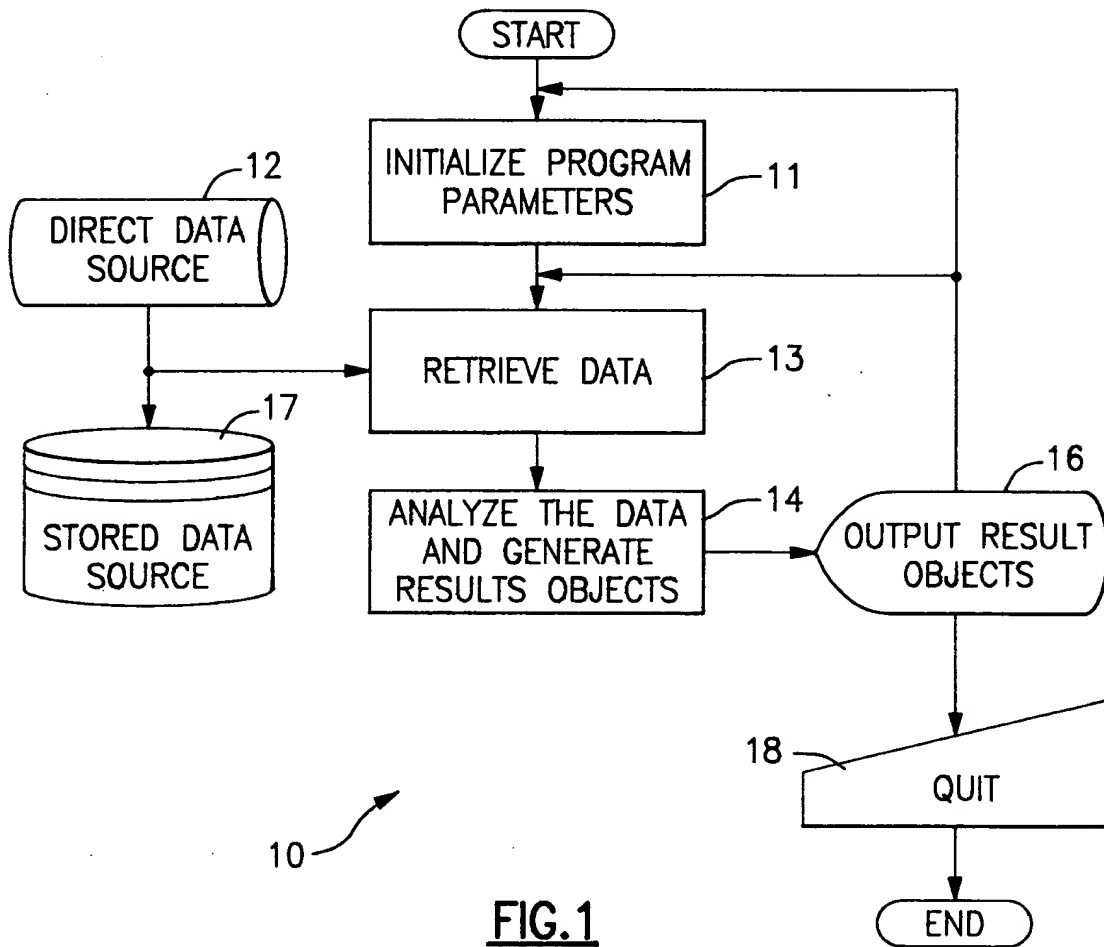 START
INITIALIZE PROGRAM
PARAMETERS
11
12
DIRECT DATA
SOURCE
RETRIEVE DATA
13
17
STORED DATA
SOURCE
ANALYZE THE DATA
AND GENERATE
RESULTS OBJECTS
14
16
OUTPUT RESULT
OBJECTS
18
QUIT
10
END
FIG.1